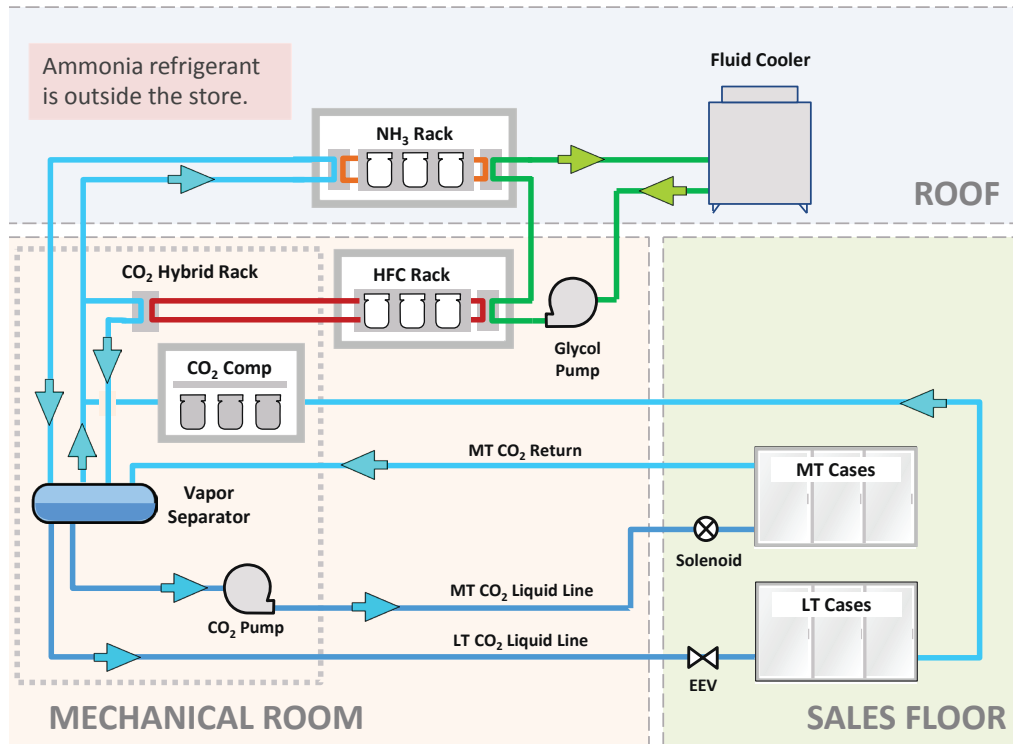 Ammonia refrigerant
is outside the store.
Fluid Cooler
NH₃ Rack
ROOF
CO₂ Hybrid Rack
HFC Rack
Glycol
Pump
CO₂ Comp
MT CO₂ Return
MT Cases
Vapor
Separator
Solenoid
MT CO₂ Liquid Line
CO₂ Pump
LT Cases
LT CO₂ Liquid Line
EEV
MECHANICAL ROOM
SALES FLOOR